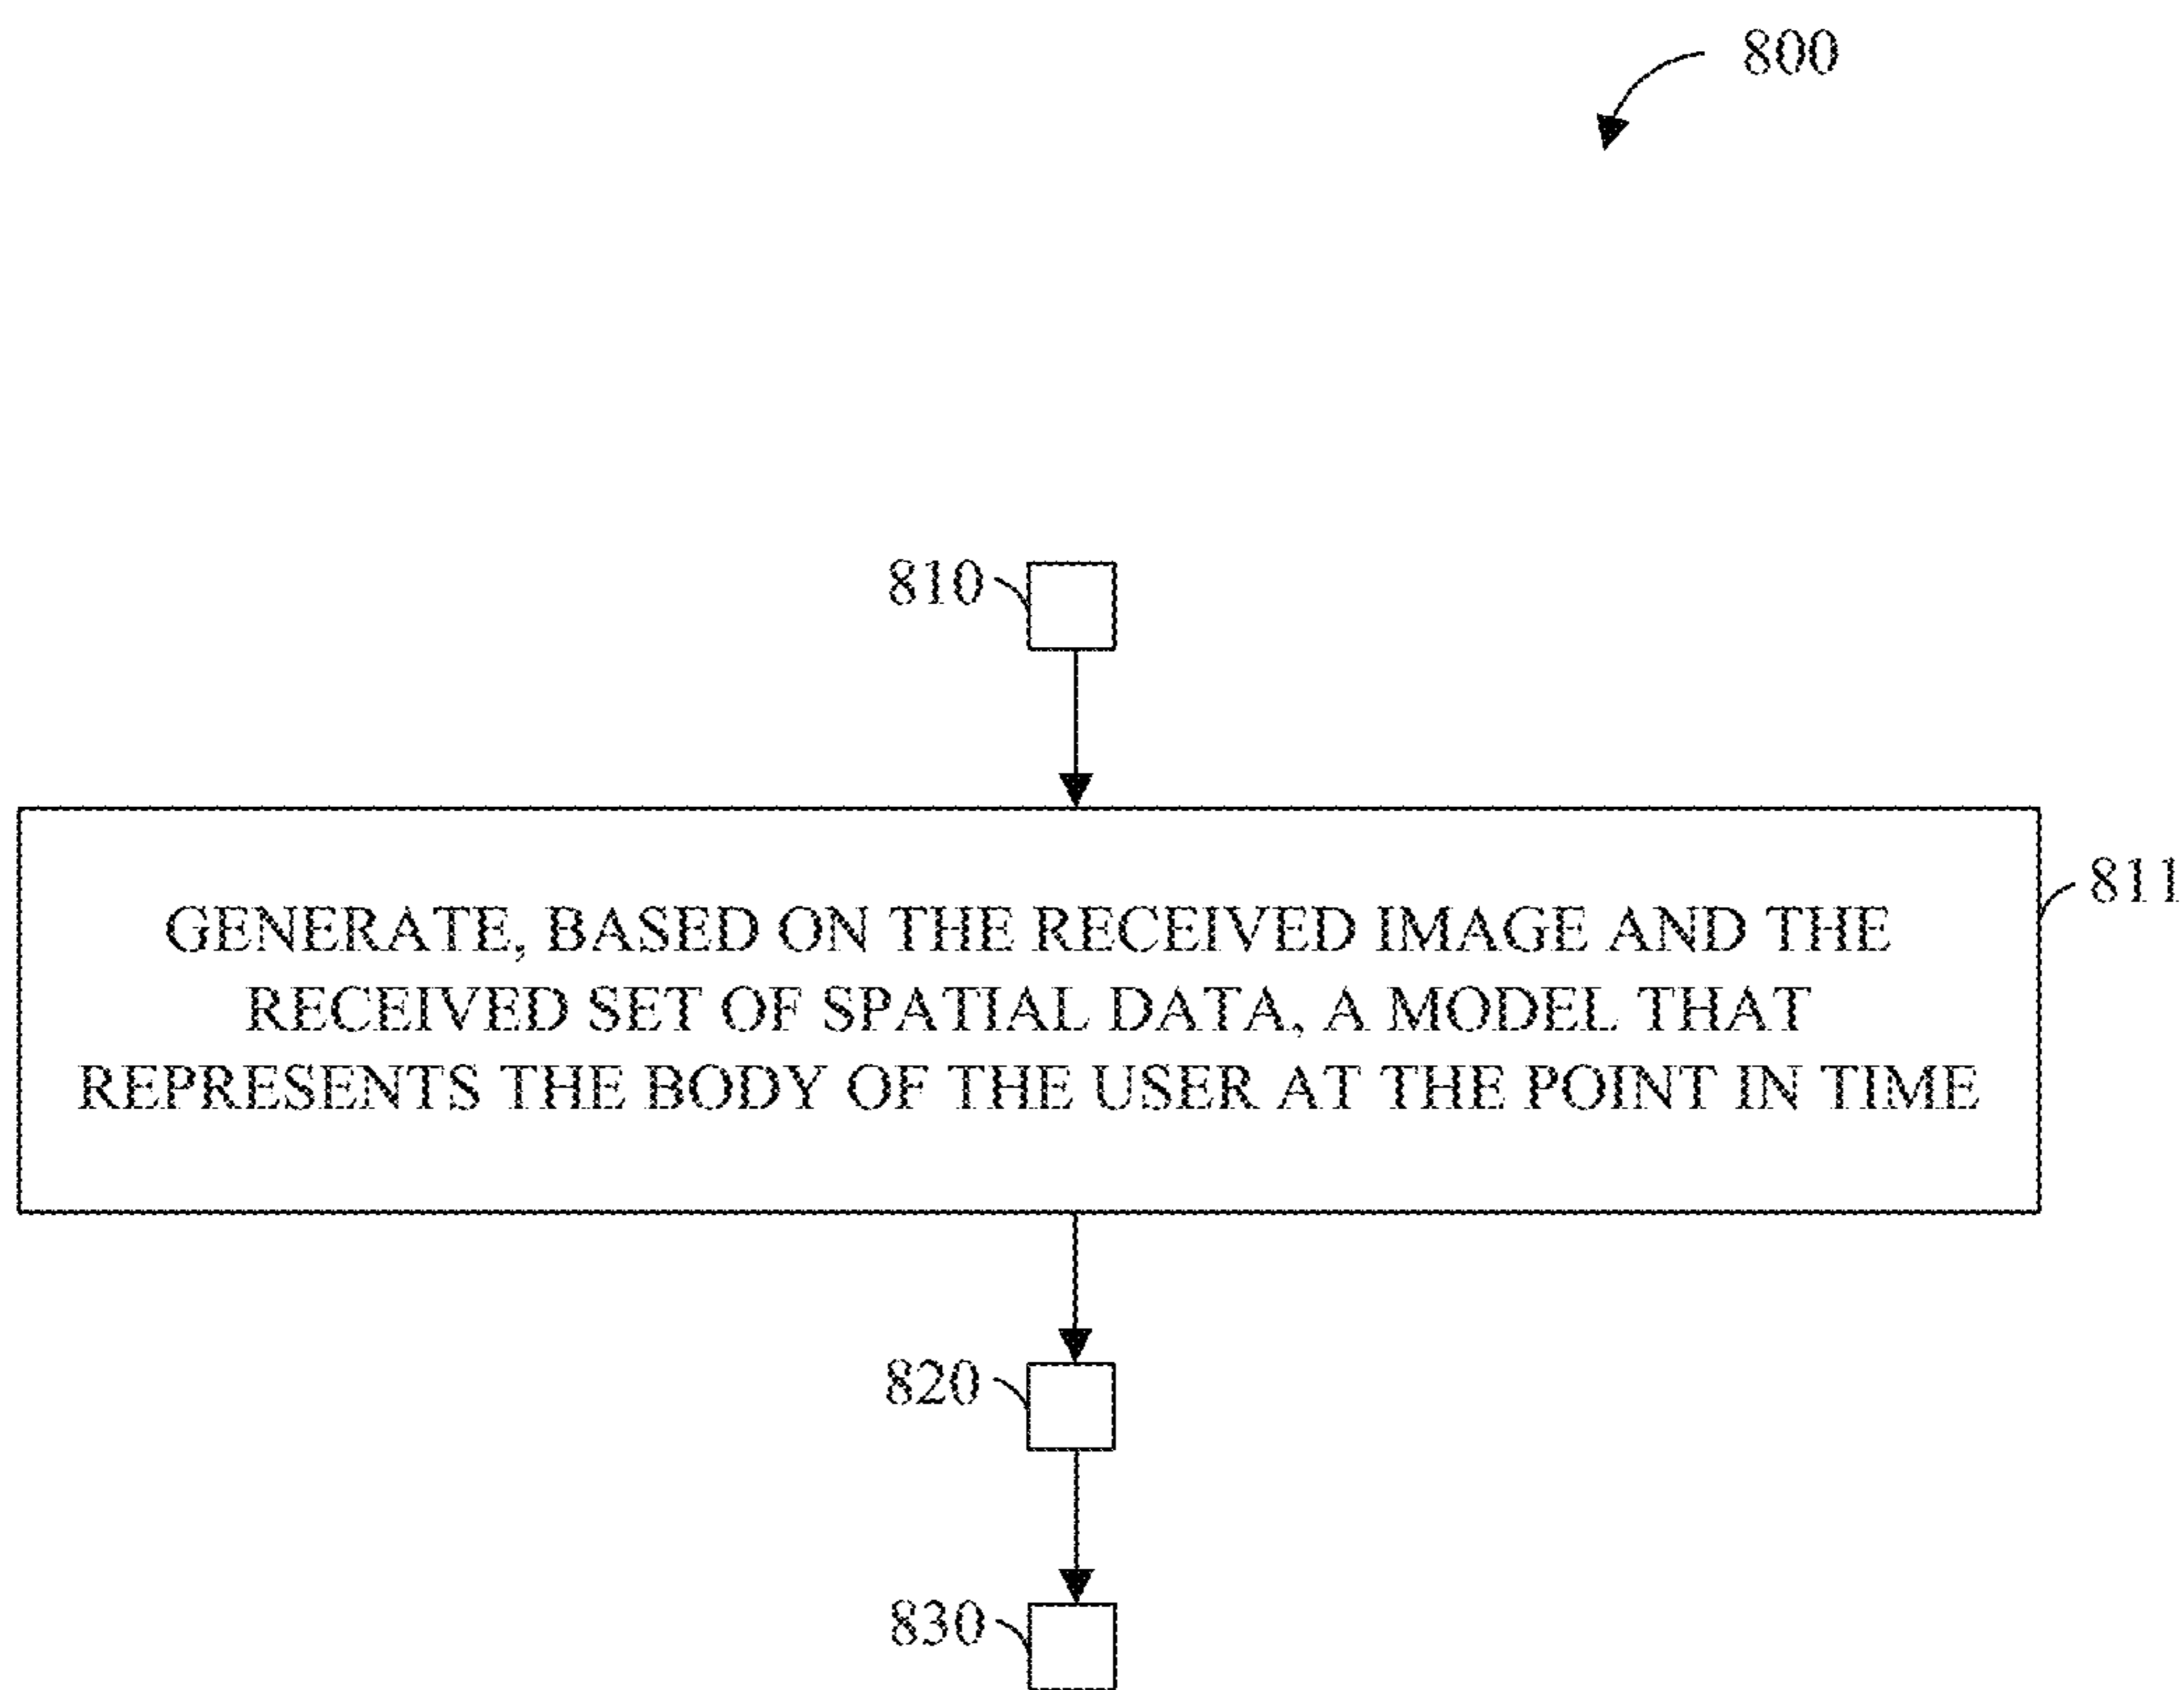 800
810
811
GENERATE, BASED ON THE RECEIVED IMAGE AND THE
RECEIVED SET OF SPATIAL DATA, A MODEL THAT
REPRESENTS THE BODY OF THE USER AT THE POINT IN TIME
820
830